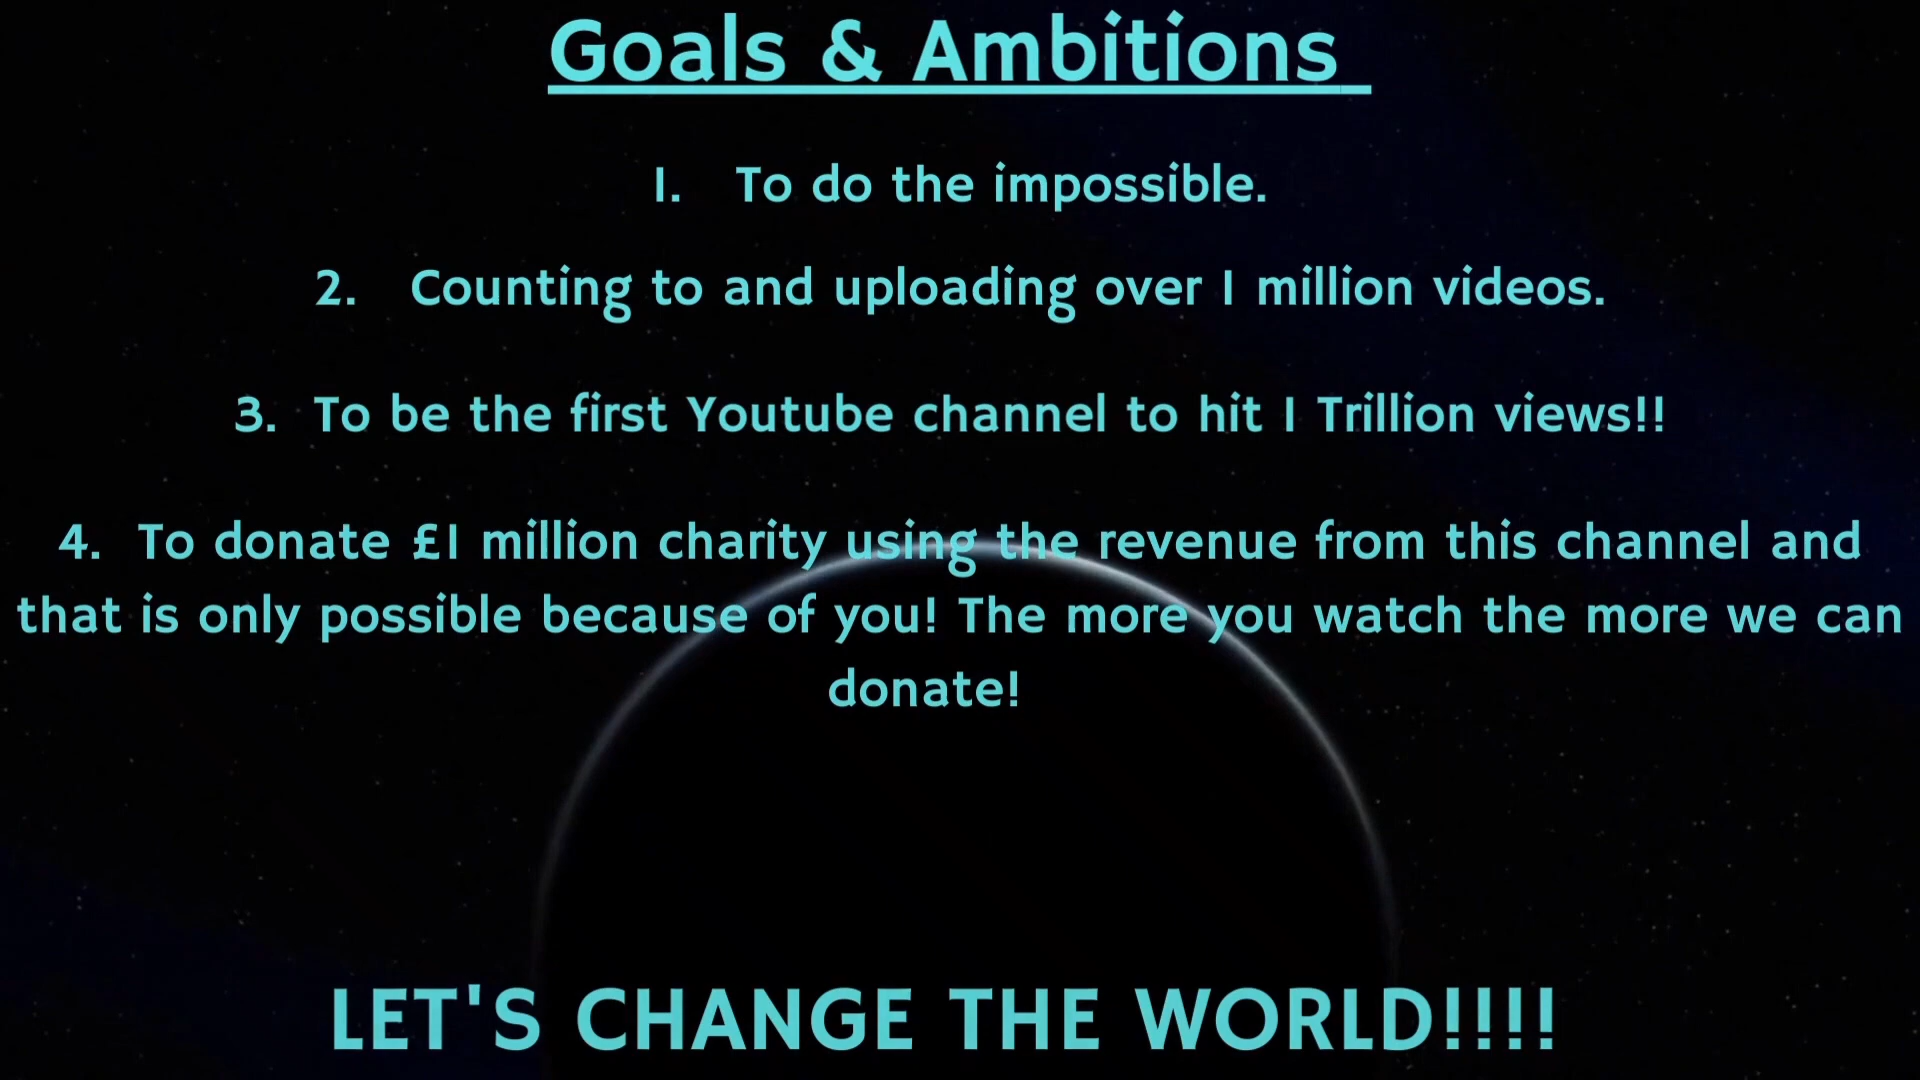 Goals & Ambitions
1. To do the impossible.
2. Counting to and uploading over 1 million videos.
3. To be the first Youtube channel to hit 1 Trillion views!!
4. To donate £1 million charity using the revenue from this channel and
that is only possible because of you! The more you watch the more we can
donate!
LET'S CHANGE THE WORLD!!!!